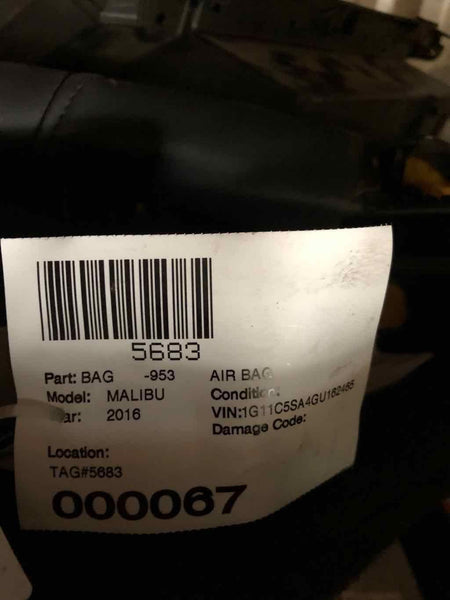 5683
Part: BAG -953 AIR BAG
Model: MALIBU Condition:
ar: 2016 VIN:1G11C5SA4GU162465
Damage Code:
Location:
TAG#5683
000067